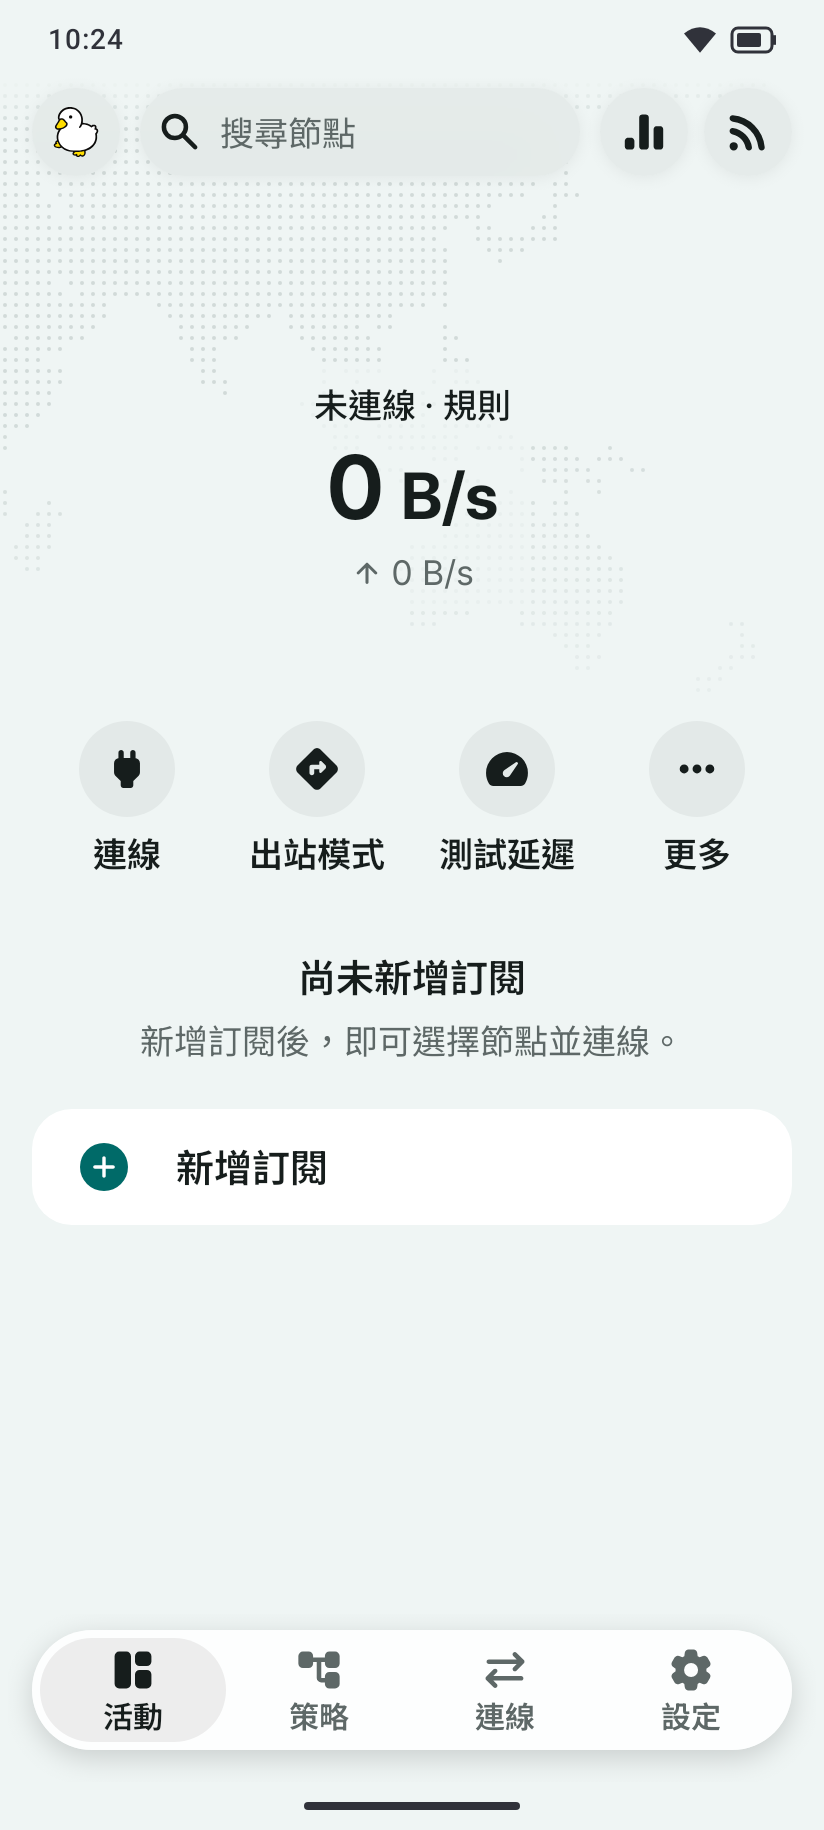 10:24
搜尋節點
未連線 · 規則
0 B/s
↑ 0 B/s
連線
出站模式
測試延遲
更多
尚未新增訂閱
新增訂閱後，即可選擇節點並連線。
新增訂閱
活動
策略
連線
設定